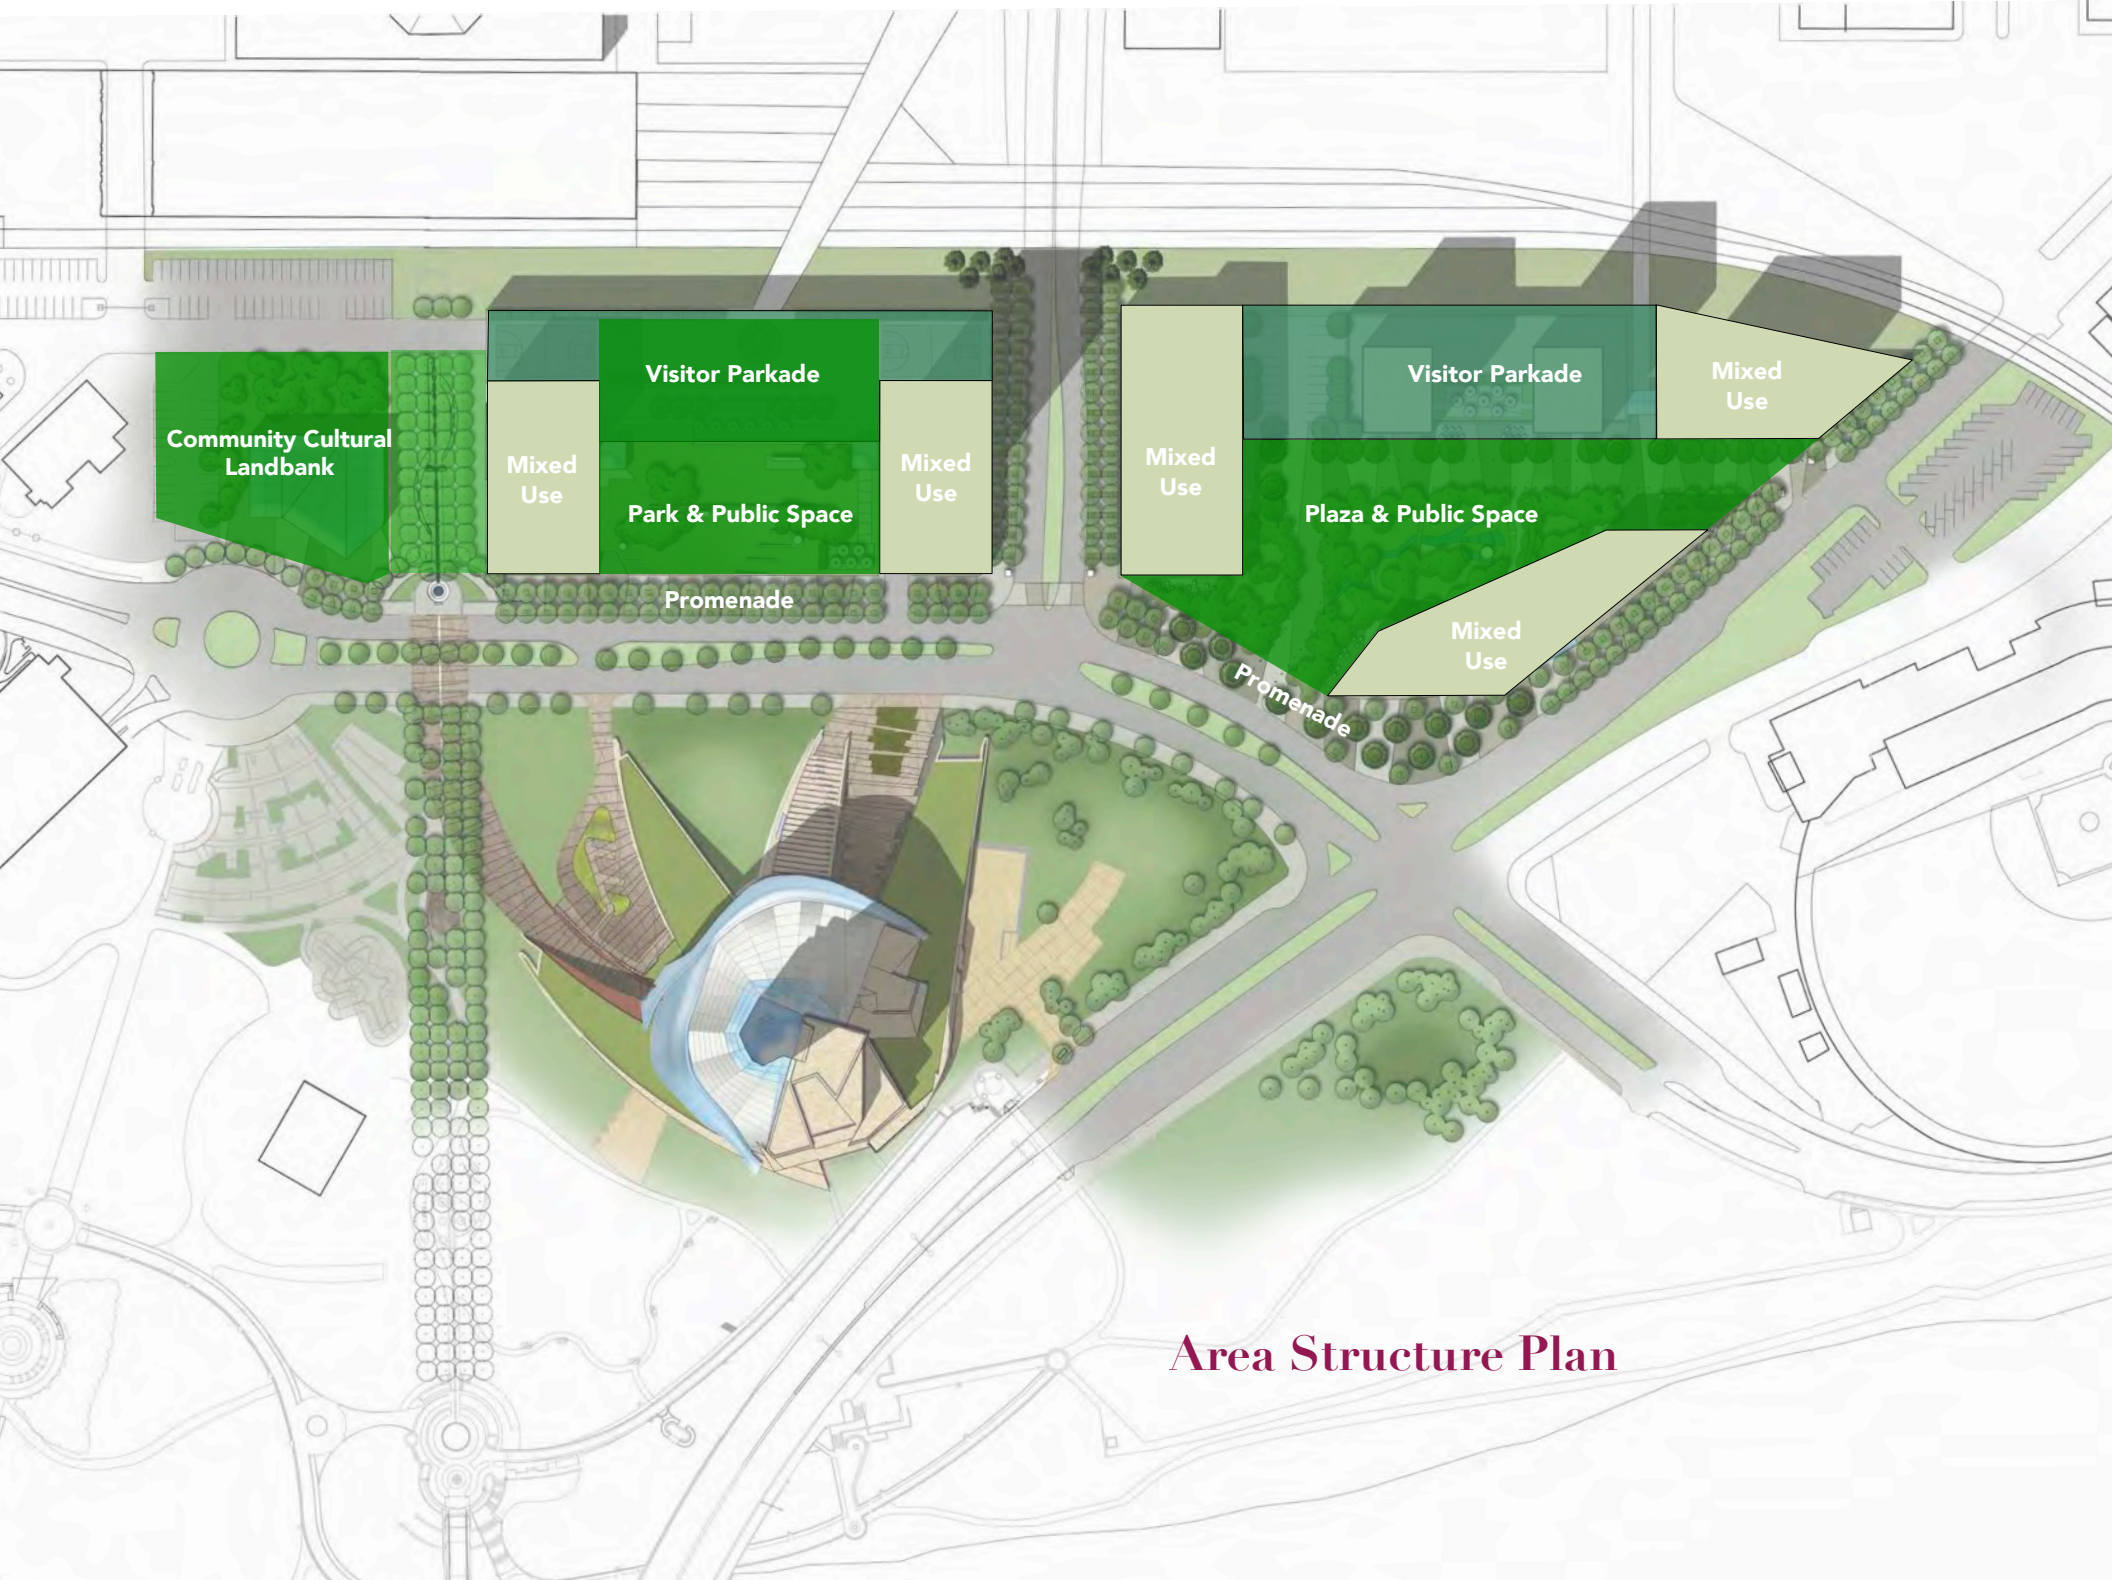 Community Cultural
Landbank
Visitor Parkade
Mixed
Use
Park & Public Space
Mixed
Use
Promenade
Mixed
Use
Visitor Parkade
Mixed
Use
Plaza & Public Space
Mixed
Use
Promenade
Area Structure Plan